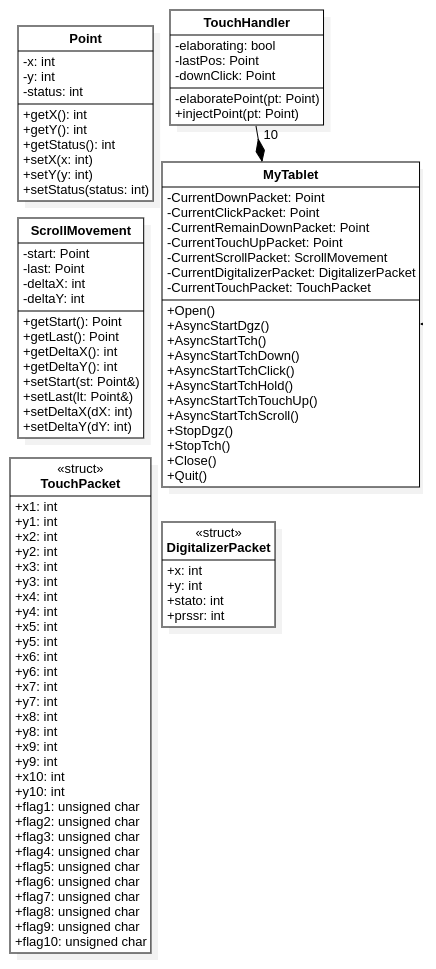 Point
-x: int
-y: int
-status: int
+getX(): int
+getY(): int
+getStatus(): int
+setX(x: int)
+setY(y: int)
+setStatus(status: int)
TouchHandler
-elaborating: bool
-lastPos: Point
-downClick: Point
-elaboratePoint(pt: Point)
+injectPoint(pt: Point)
10
MyTablet
-CurrentDownPacket: Point
-CurrentClickPacket: Point
-CurrentRemainDownPacket: Point
-CurrentTouchUpPacket: Point
-CurrentScrollPacket: ScrollMovement
-CurrentDigitalizerPacket: DigitalizerPacket
-CurrentTouchPacket: TouchPacket
+Open()
+AsyncStartDgz()
+AsyncStartTch()
+AsyncStartTchDown()
+AsyncStartTchClick()
+AsyncStartTchHold()
+AsyncStartTchTouchUp()
+AsyncStartTchScroll()
+StopDgz()
+StopTch()
+Close()
+Quit()
ScrollMovement
-start: Point
-last: Point
-deltaX: int
-deltaY: int
+getStart(): Point
+getLast(): Point
+getDeltaX(): int
+getDeltaY(): int
+setStart(st: Point&)
+setLast(lt: Point&)
+setDeltaX(dX: int)
+setDeltaY(dY: int)
«struct»
TouchPacket
+x1: int
+y1: int
+x2: int
+y2: int
+x3: int
+y3: int
+x4: int
+y4: int
+x5: int
+y5: int
+x6: int
+y6: int
+x7: int
+y7: int
+x8: int
+y8: int
+x9: int
+y9: int
+x10: int
+y10: int
+flag1: unsigned char
+flag2: unsigned char
+flag3: unsigned char
+flag4: unsigned char
+flag5: unsigned char
+flag6: unsigned char
+flag7: unsigned char
+flag8: unsigned char
+flag9: unsigned char
+flag10: unsigned char
«struct»
DigitalizerPacket
+x: int
+y: int
+stato: int
+prssr: int